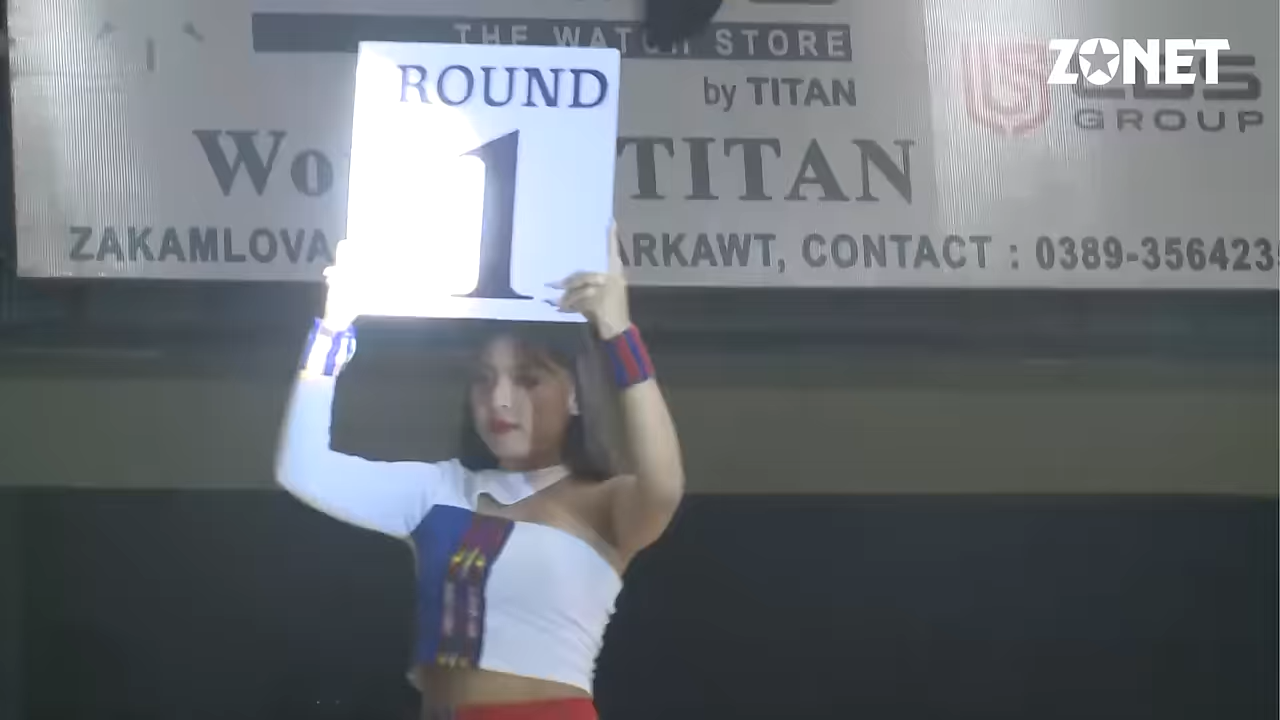 THE WATCH STORE
by TITAN
ZONET
GROUP
ROUND
1
TITAN
ZAKAMLOVA
ARKAWT, CONTACT : 0389-356423